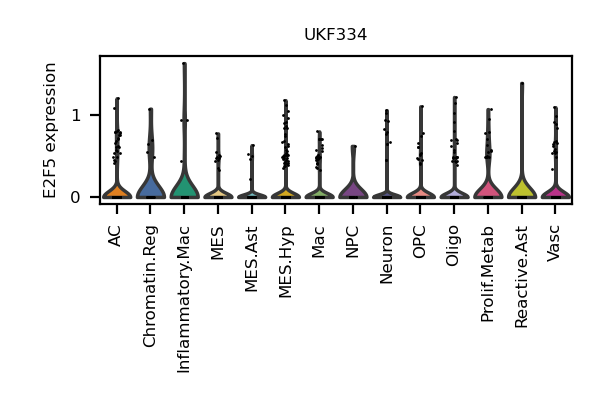 UKF334
E2F5 expression
1
0
AC
Chromatin.Reg
Inflammatory.Mac
MES
MES.Ast
MES.Hyp
Mac
NPC
Neuron
OPC
Oligo
Prolif.Metab
Reactive.Ast
Vasc